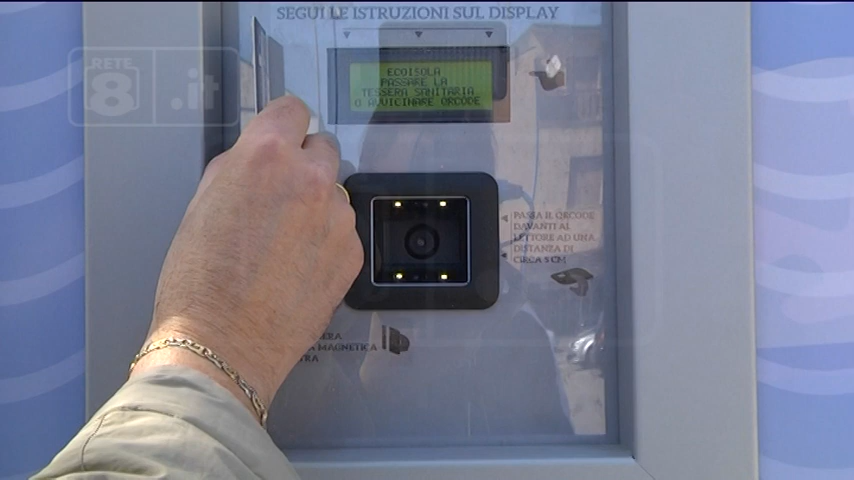 SEGUI LE ISTRUZIONI SUL DISPLAY
RETE
8 .it
ECOISOLA
PASSARE LA
TESSERA SANITARIA
O AVVICINARE QRCODE
PASSA IL QRCODE
DAVANTI AL
LETTORE AD UNA
DISTANZA DI
CIRCA 5 CM
MAGNETICA